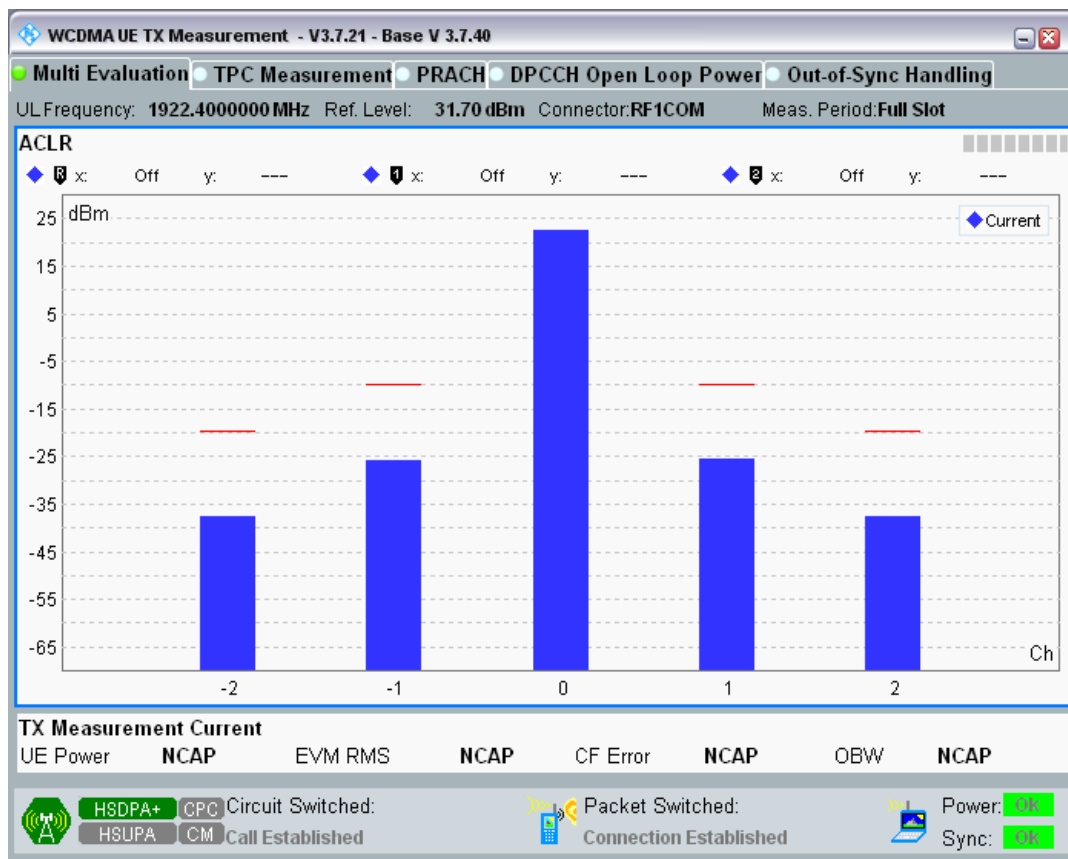 WCDMA UE TX Measurement - V3.7.21 - Base V 3.7.40
Multi Evaluation TPC Measurement PRACH DPCCH Open Loop Power Out-of-Sync Handling
UL Frequency: 1922.4000000 MHz Ref. Level: 31.70 dBm Connector:RF1COM Meas. Period:Full Slot
ACLR
R x: Off y: --- 1 x: Off y: --- 2 x: Off y: ---
dBm
Current
25
15
5
-5
-15
-25
-35
-45
-55
-65
Ch
-2 -1 0 1 2
TX Measurement Current
UE Power NCAP EVM RMS NCAP CF Error NCAP OBW NCAP
HSDPA+ CPC Circuit Switched: Packet Switched: Power: OK
HSUPA CM Call Established Connection Established Sync: OK